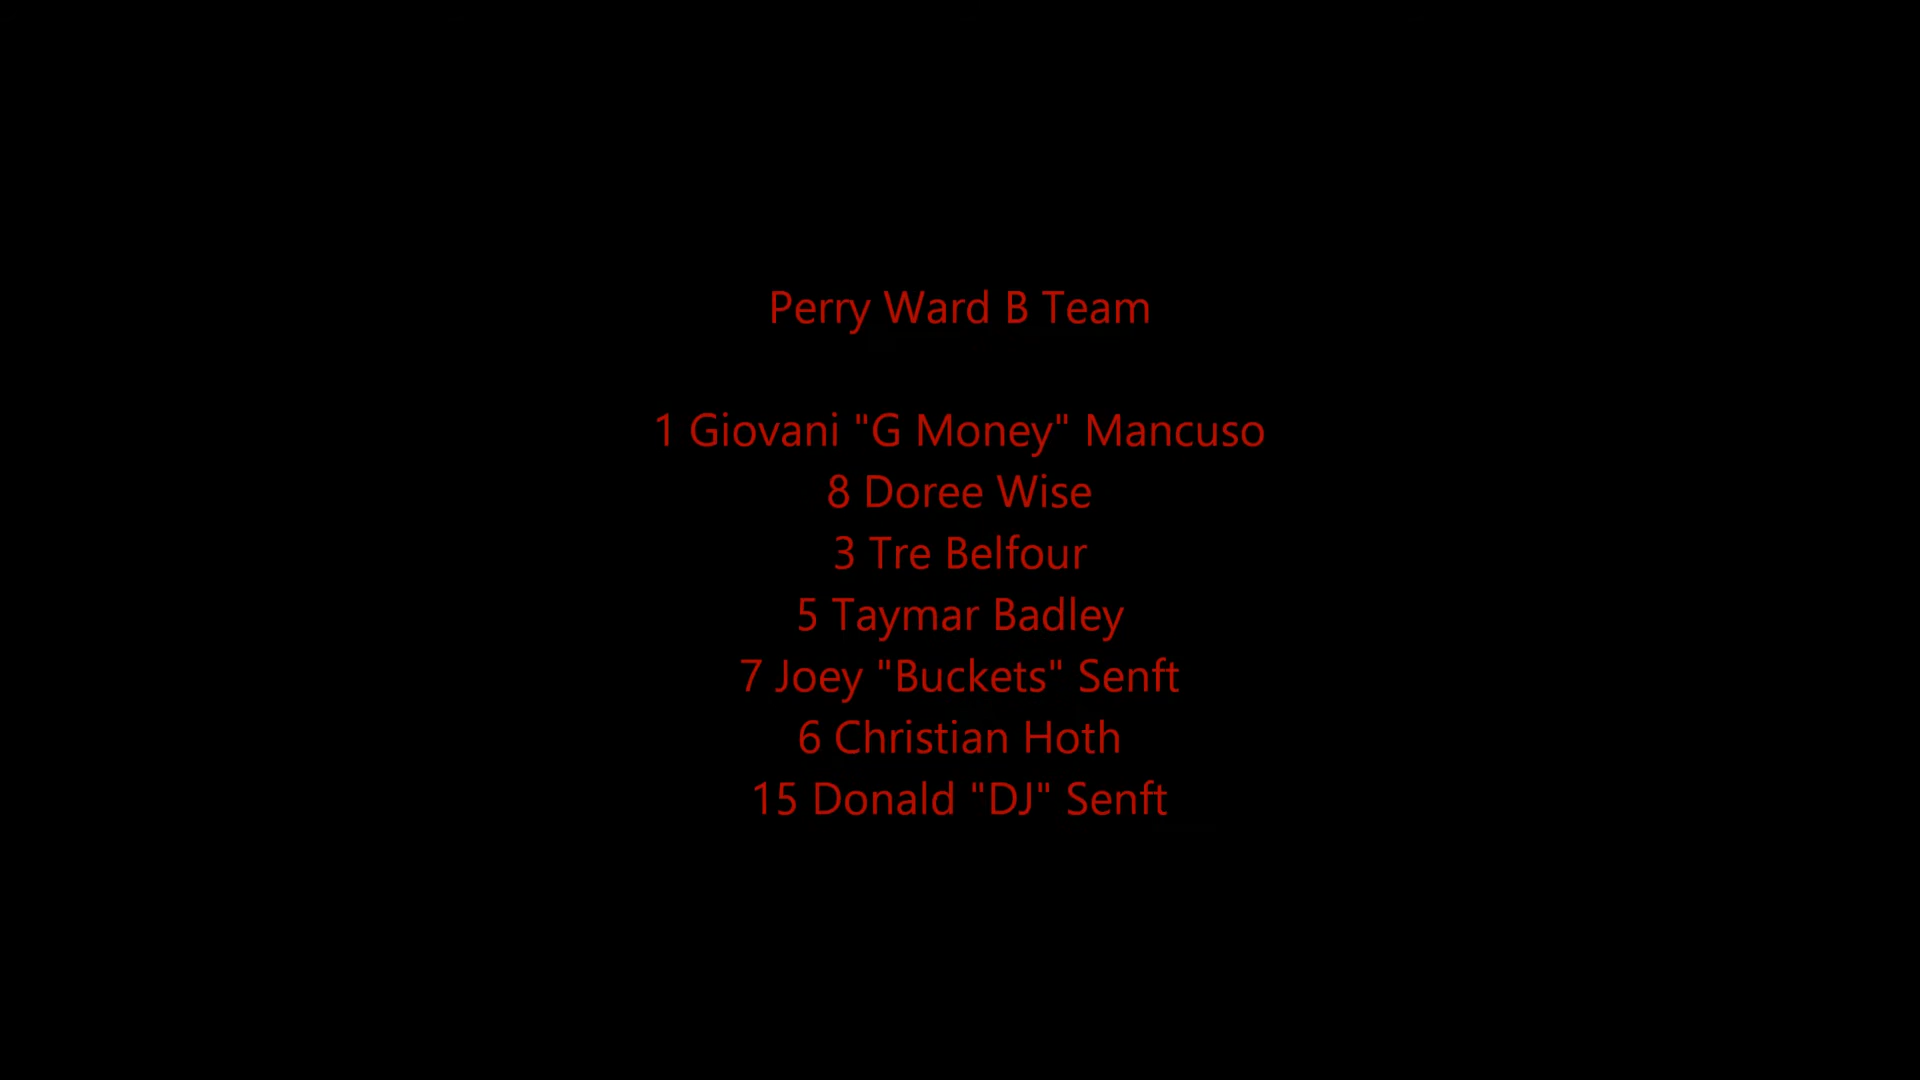 Perry Ward B Team
1 Giovani "G Money" Mancuso
8 Doree Wise
3 Tre Belfour
5 Taymar Badley
7 Joey "Buckets" Senft
6 Christian Hoth
15 Donald "DJ" Senft